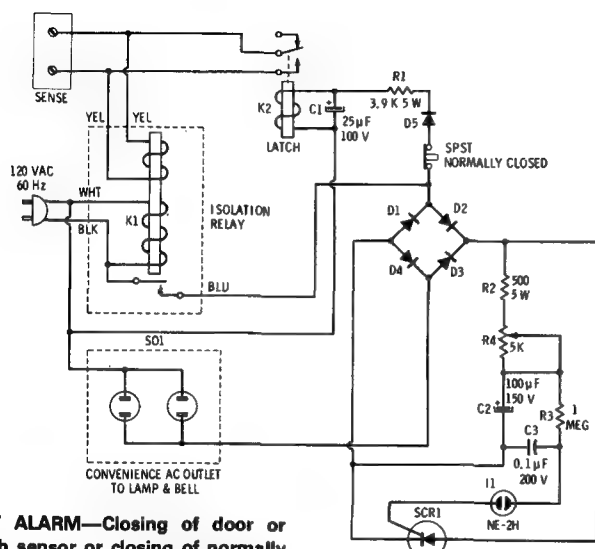 SENSE
YEL YEL
120 VAC
60 Hz
WHT
BLK
K1
ISOLATION
RELAY
BLU
K2
LATCH
C1
25µF
100 V
R1
3.9 K 5 W
D5
SPST
NORMALLY CLOSED
D1
D2
D4
D3
R2
500
5 W
R4
5K
100µF
150 V
C2
R3
1
MEG
C3
0.1µF
200 V
I1
NE-2H
SCR1
SO1
CONVENIENCE AC OUTLET
TO LAMP & BELL
ALARM—Closing of door or
sensor or closing of normally